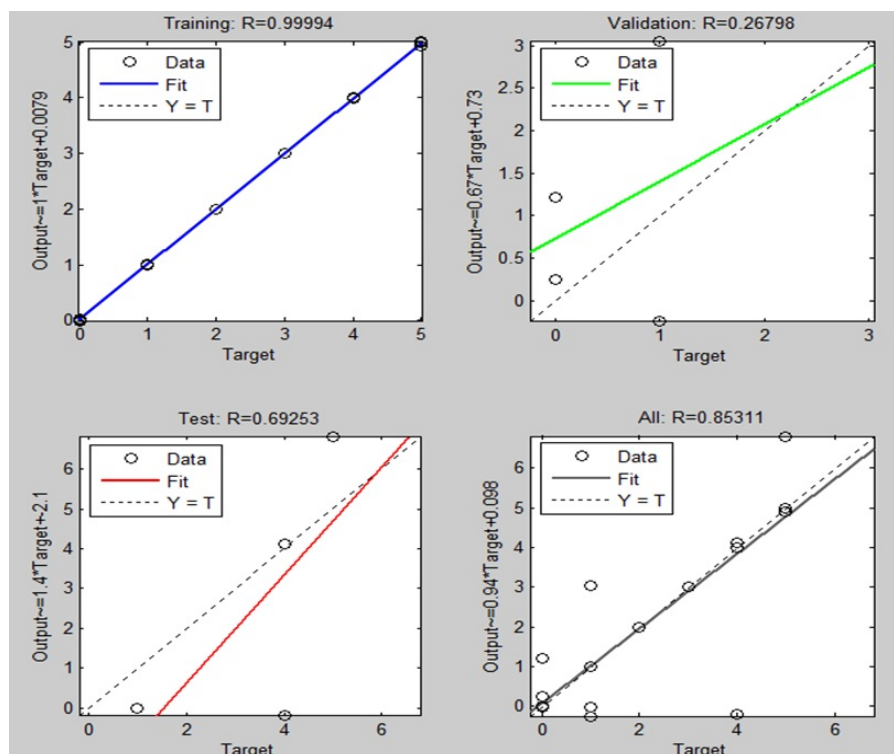 Training: R=0.99994
Output~=1*Target+0.0079
5
4
3
2
1
0
Data
Fit
Y = T
0 1 2 3 4 5
Target
Validation: R=0.26798
Output~=0.67*Target+0.73
3
2.5
2
1.5
1
0.5
0
Data
Fit
Y = T
0 1 2 3
Target
Test: R=0.69253
Output~=1.4*Target+-2.1
6
5
4
3
2
1
0
Data
Fit
Y = T
0 2 4 6
Target
All: R=0.85311
Output~=0.94*Target+0.098
6
5
4
3
2
1
0
Data
Fit
Y = T
0 2 4 6
Target